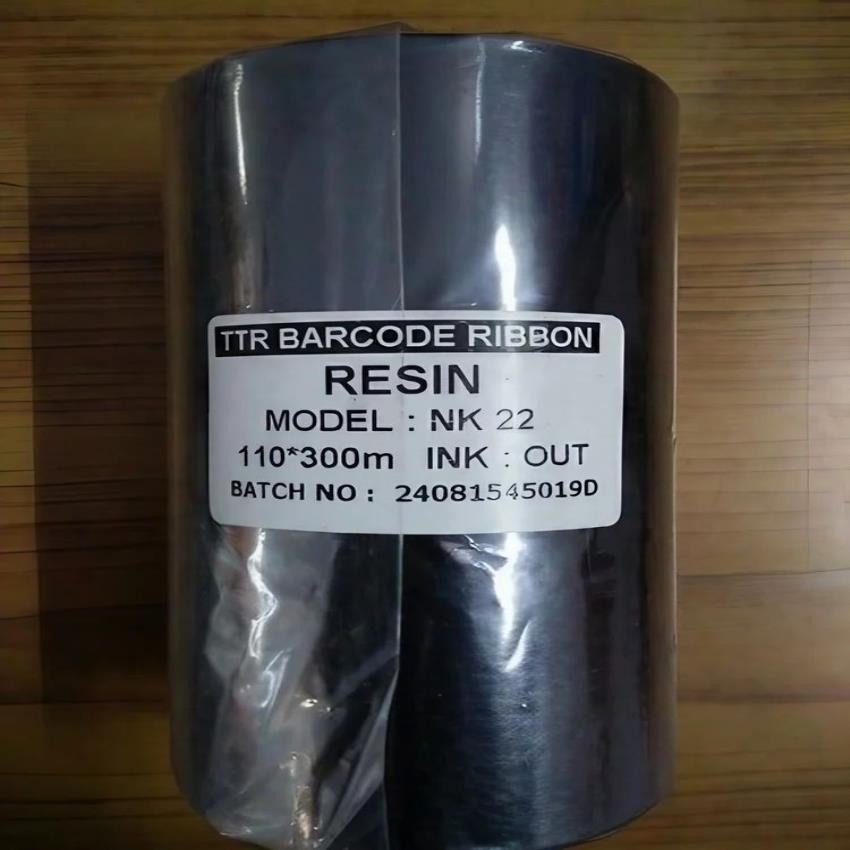 TTR BARCODE RIBBON
RESIN
MODEL : NK 22
110*300m INK : OUT
BATCH NO : 24081545019D